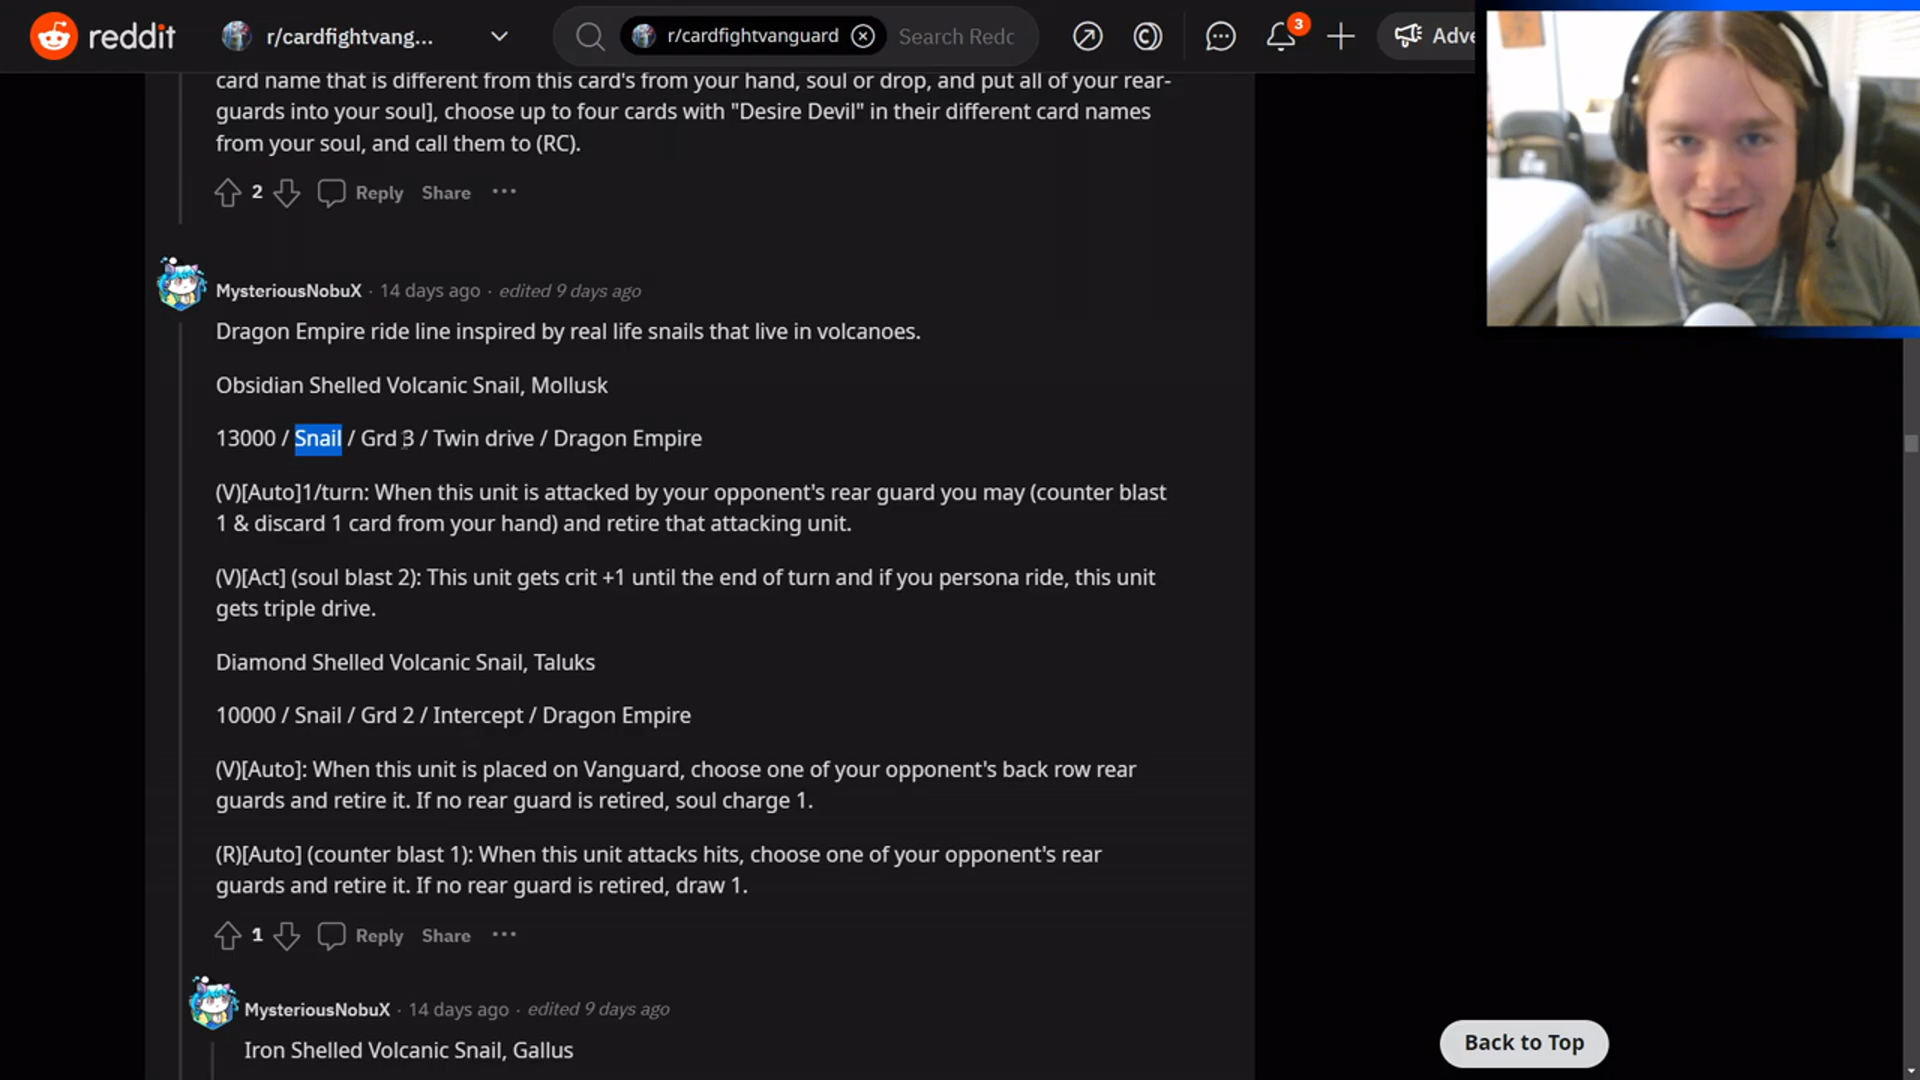 reddit
r/cardfightvang...
r/cardfightvanguard
Search Redc
3
Adve
card name that is different from this card's from your hand, soul or drop, and put all of your rear-
guards into your soul], choose up to four cards with "Desire Devil" in their different card names
from your soul, and call them to (RC).
2
Reply
Share
MysteriousNobuX · 14 days ago · edited 9 days ago
Dragon Empire ride line inspired by real life snails that live in volcanoes.
Obsidian Shelled Volcanic Snail, Mollusk
13000 / Snail / Grd 3 / Twin drive / Dragon Empire
(V)[Auto]1/turn: When this unit is attacked by your opponent's rear guard you may (counter blast
1 & discard 1 card from your hand) and retire that attacking unit.
(V)[Act] (soul blast 2): This unit gets crit +1 until the end of turn and if you persona ride, this unit
gets triple drive.
Diamond Shelled Volcanic Snail, Taluks
10000 / Snail / Grd 2 / Intercept / Dragon Empire
(V)[Auto]: When this unit is placed on Vanguard, choose one of your opponent's back row rear
guards and retire it. If no rear guard is retired, soul charge 1.
(R)[Auto] (counter blast 1): When this unit attacks hits, choose one of your opponent's rear
guards and retire it. If no rear guard is retired, draw 1.
1
Reply
Share
MysteriousNobuX · 14 days ago · edited 9 days ago
Iron Shelled Volcanic Snail, Gallus
Back to Top